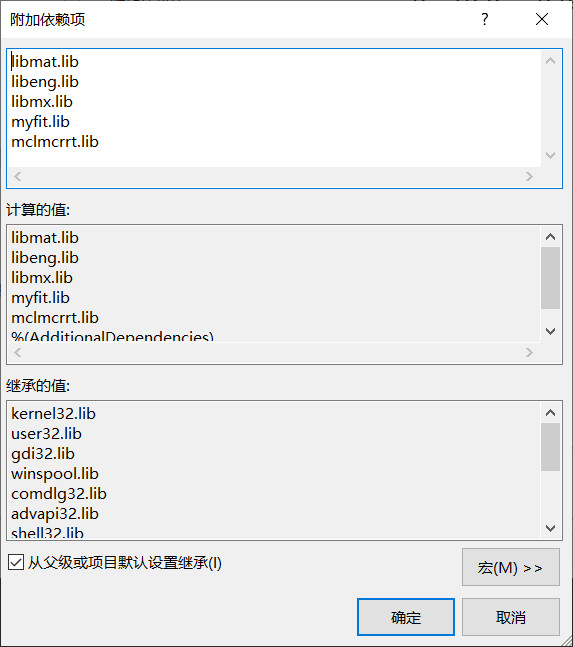 附加依赖项
?
libmat.lib
libeng.lib
libmx.lib
myfit.lib
mclmcrrt.lib
计算的值:
libmat.lib
libeng.lib
libmx.lib
myfit.lib
mclmcrrt.lib
%(AdditionalDependencies)
继承的值:
kernel32.lib
user32.lib
gdi32.lib
winspool.lib
comdlg32.lib
advapi32.lib
shell32.lib
从父级或项目默认设置继承(I)
宏(M) >>
确定
取消